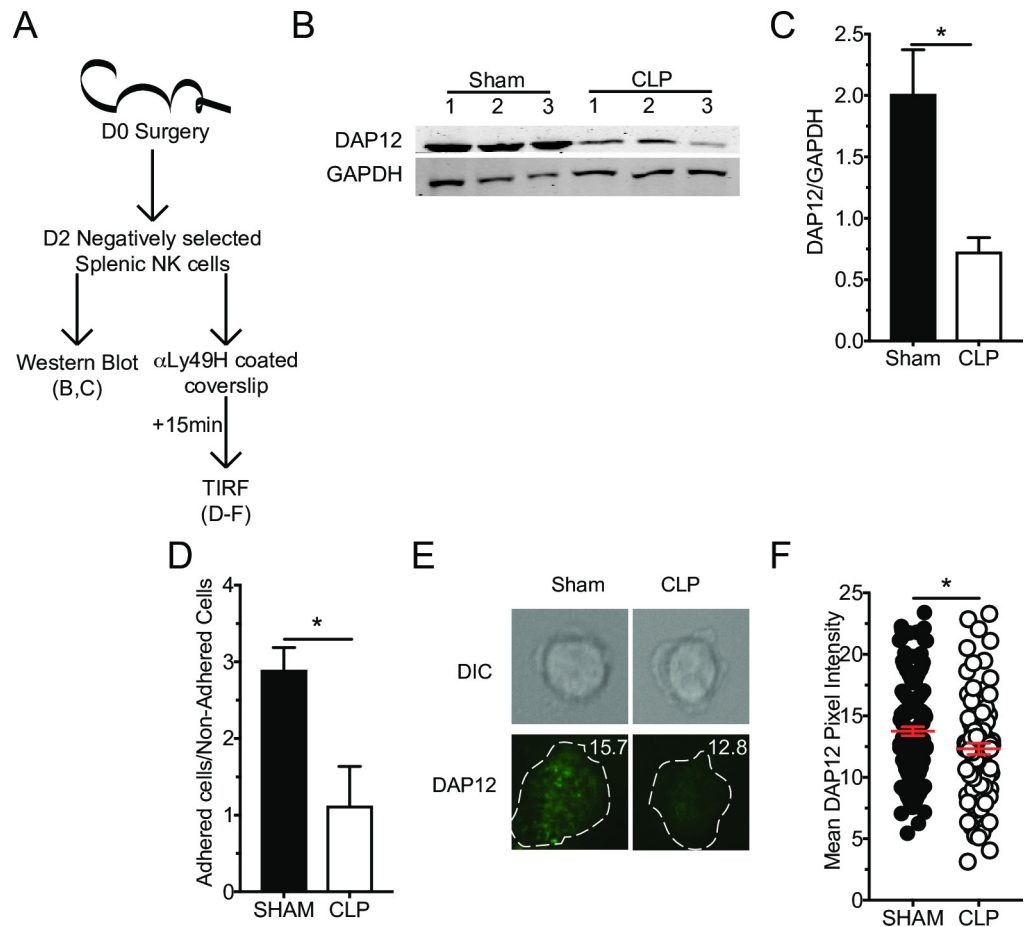 A
D0 Surgery
D2 Negatively selected
Splenic NK cells
Western Blot
(B,C)
αLy49H coated
coverslip
+15min
TIRF
(D-F)
B
Sham CLP
1 2 3 1 2 3
DAP12
GAPDH
C
DAP12/GAPDH
2.5
2.0
1.5
1.0
0.5
0.0
*
Sham CLP
D
Adhered cells/Non-Adhered Cells
4
3
2
1
0
*
SHAM CLP
E
Sham CLP
DIC
DAP12
15.7 12.8
F
Mean DAP12 Pixel Intensity
25
20
15
10
5
0
*
SHAM CLP